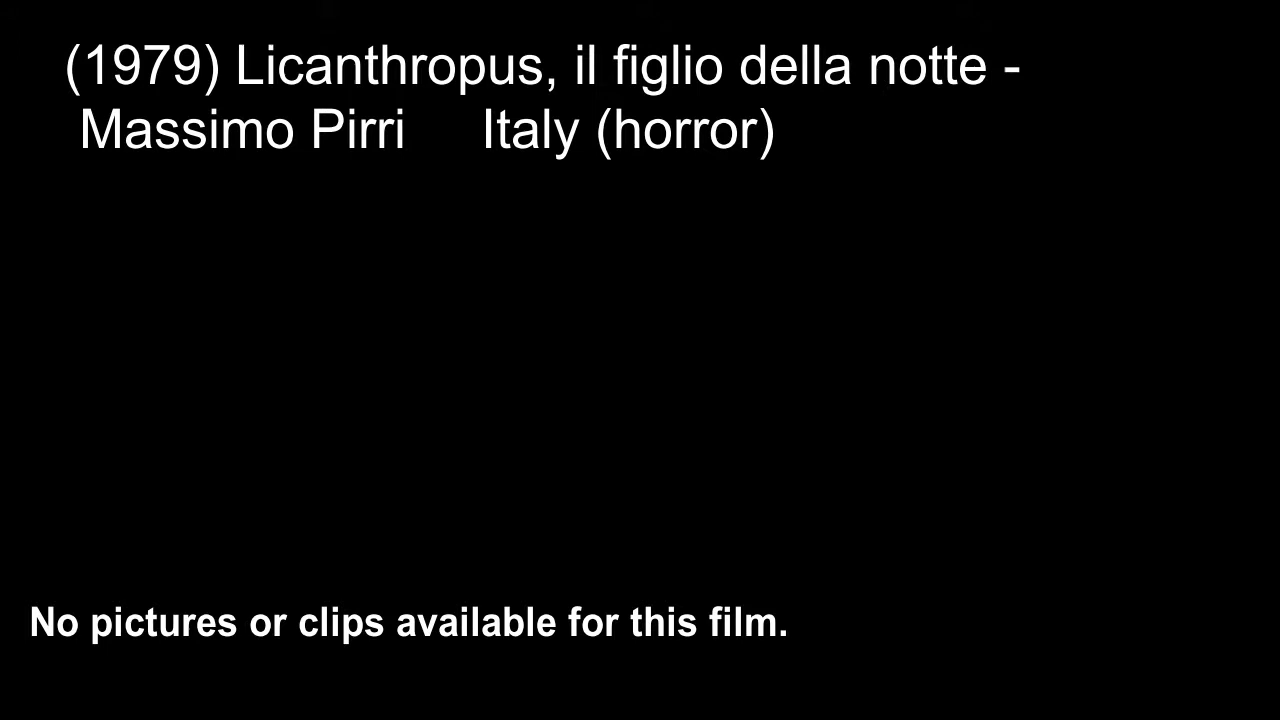 (1979) Licanthropus, il figlio della notte -
Massimo Pirri Italy (horror)
No pictures or clips available for this film.